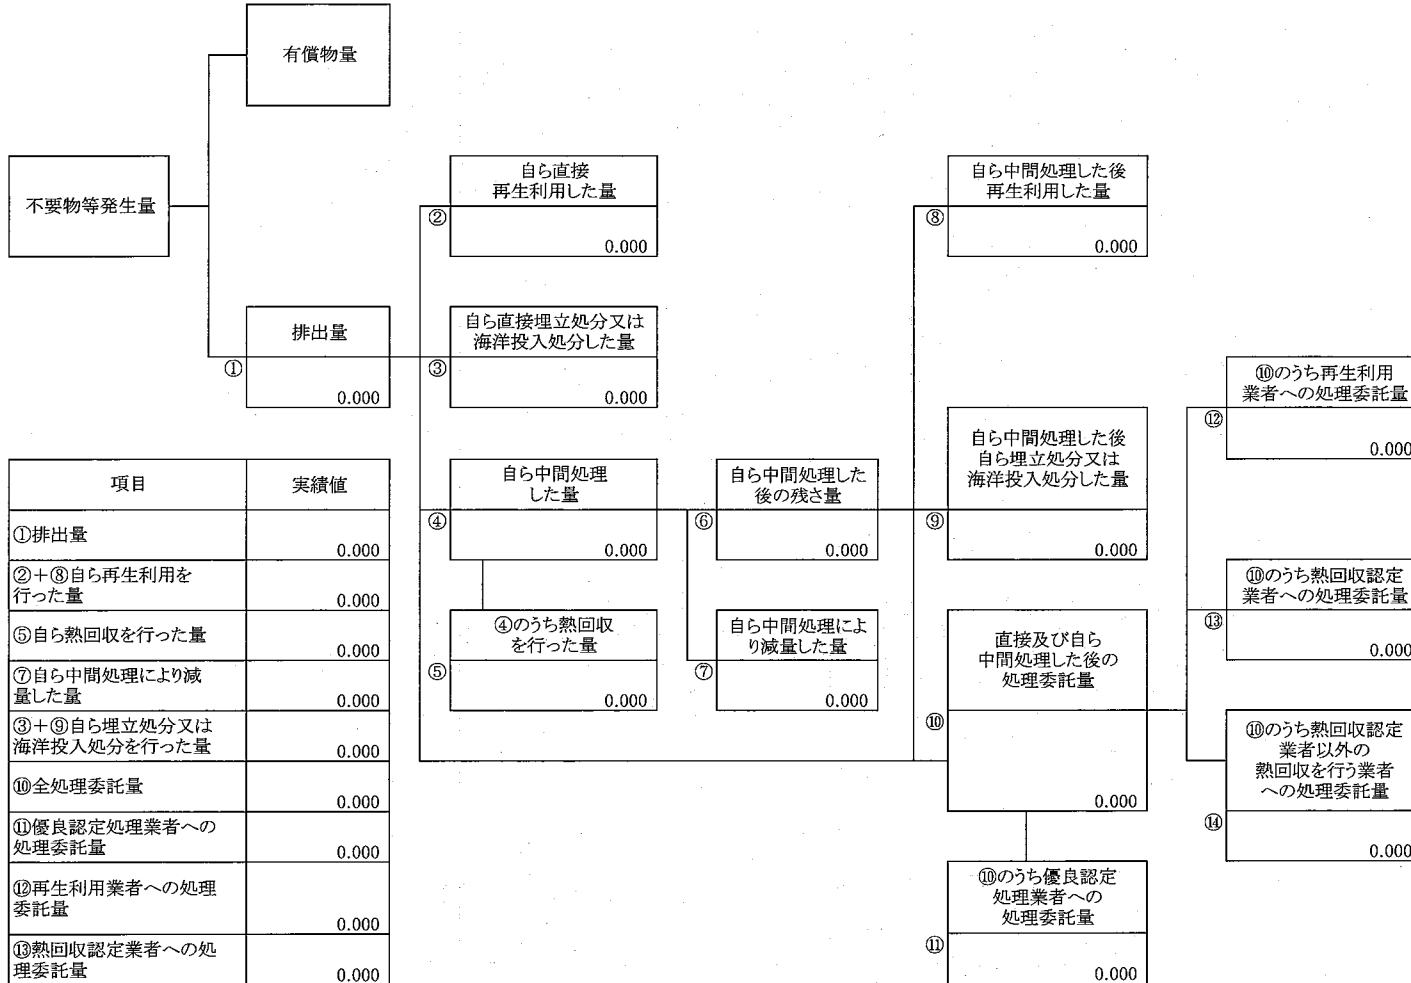 有償物量
不要物等発生量
自ら直接
再生利用した量
②
0.000
自ら中間処理した後
再生利用した量
⑧
0.000
排出量
①
0.000
自ら直接埋立処分又は
海洋投入処分した量
③
0.000
⑩のうち再生利用
業者への処理委託量
⑫
0.000
自ら中間処理
した量
④
0.000
自ら中間処理した
後の残さ量
⑥
0.000
自ら中間処理した後
自ら埋立処分又は
海洋投入処分した量
⑨
0.000
④のうち熱回収
を行った量
⑤
0.000
自ら中間処理によ
り減量した量
⑦
0.000
直接及び自ら
中間処理した後の
処理委託量
⑩
0.000
⑩のうち熱回収認定
業者への処理委託量
⑬
0.000
⑩のうち熱回収認定
業者以外の
熱回収を行う業者
への処理委託量
⑭
0.000
⑩のうち優良認定
処理業者への
処理委託量
⑪
0.000
項目 実績値
①排出量 0.000
②+⑧自ら再生利用を
行った量 0.000
⑤自ら熱回収を行った量 0.000
⑦自ら中間処理により減
量した量 0.000
③+⑨自ら埋立処分又は
海洋投入処分を行った量 0.000
⑩全処理委託量 0.000
⑪優良認定処理業者への
処理委託量 0.000
⑫再生利用業者への処理
委託量 0.000
⑬熱回収認定業者への処
理委託量 0.000